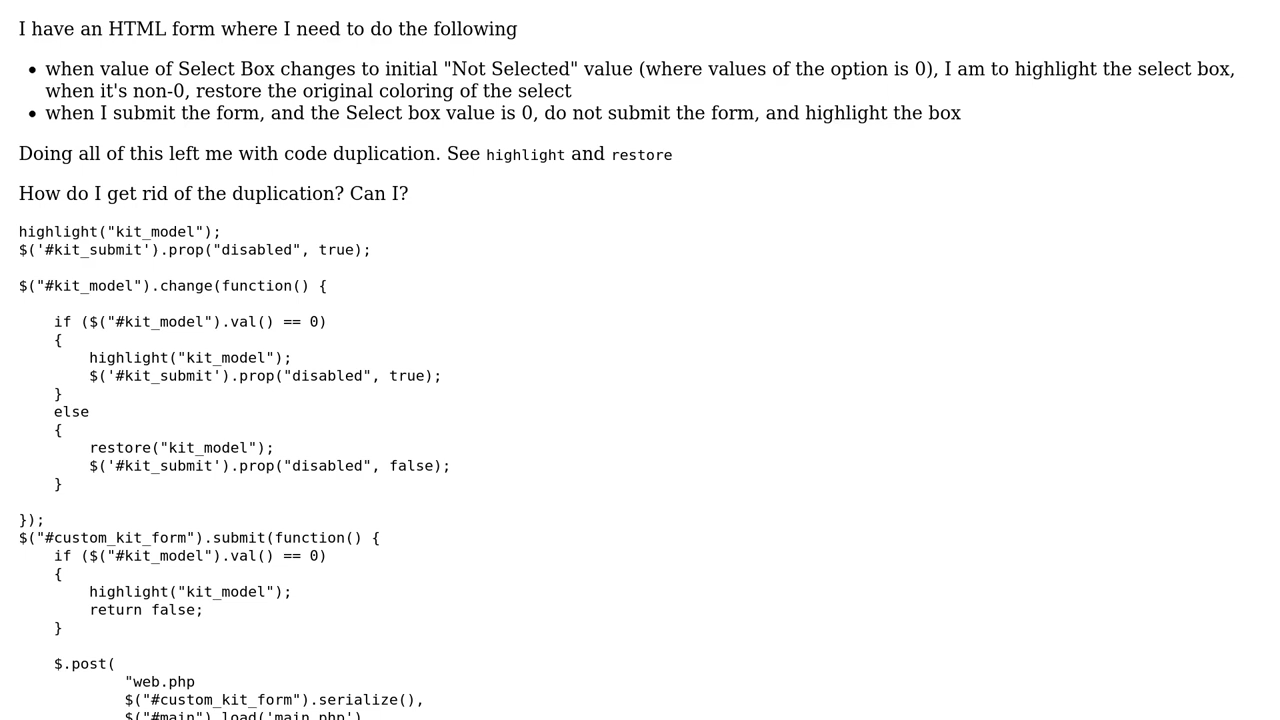 I have an HTML form where I need to do the following
• when value of Select Box changes to initial "Not Selected" value (where values of the option is 0), I am to highlight the select box,
when it's non-0, restore the original coloring of the select
• when I submit the form, and the Select box value is 0, do not submit the form, and highlight the box
Doing all of this left me with code duplication. See highlight and restore
How do I get rid of the duplication? Can I?
highlight("kit_model");
$('#kit_submit').prop("disabled", true);
$("#kit_model").change(function() {
    if ($("#kit_model").val() == 0)
    {
        highlight("kit_model");
        $('#kit_submit').prop("disabled", true);
    }
    else
    {
        restore("kit_model");
        $('#kit_submit').prop("disabled", false);
    }
});
$("#custom_kit_form").submit(function() {
    if ($("#kit_model").val() == 0)
    {
        highlight("kit_model");
        return false;
    }
    $.post(
            "web.php
            $("#custom_kit_form").serialize(),
            $("#main").load('main.php')